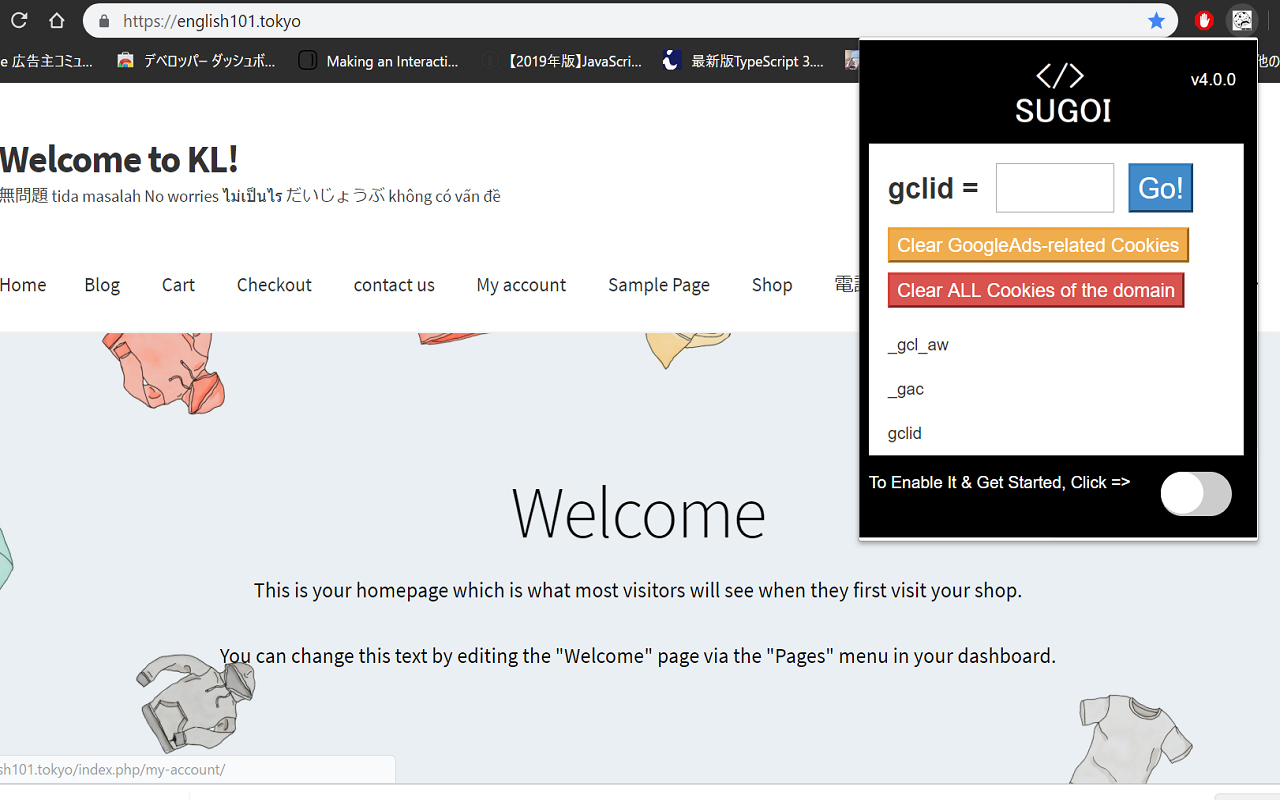 https://english101.tokyo
e 広告主コミュ...
デベロッパー ダッシュボ...
Making an Interacti...
【2019年版】JavaScri...
最新版TypeScript 3....
他の
</>
SUGOI
v4.0.0
Welcome to KL!
無問題 tida masalah No worries ไม่เป็นไร だいじょうぶ không có vấn đề
gclid =
Go!
Clear GoogleAds-related Cookies
Clear ALL Cookies of the domain
Home
Blog
Cart
Checkout
contact us
My account
Sample Page
Shop
_gcl_aw
_gac
gclid
To Enable It & Get Started, Click =>
Welcome
This is your homepage which is what most visitors will see when they first visit your shop.
You can change this text by editing the "Welcome" page via the "Pages" menu in your dashboard.
sh101.tokyo/index.php/my-account/